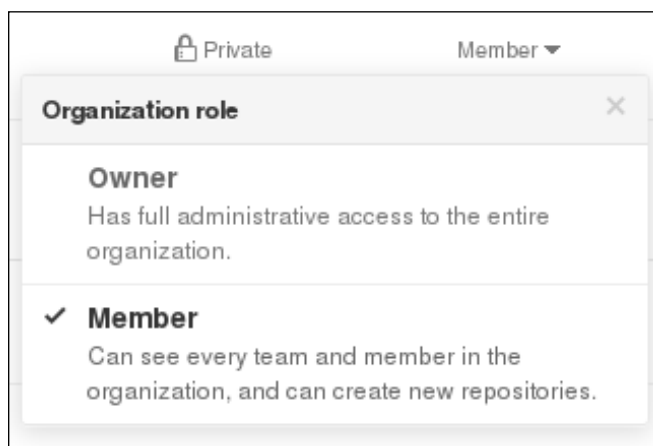 Private Member
Organization role
Owner
Has full administrative access to the entire
organization.
Member
Can see every team and member in the
organization, and can create new repositories.